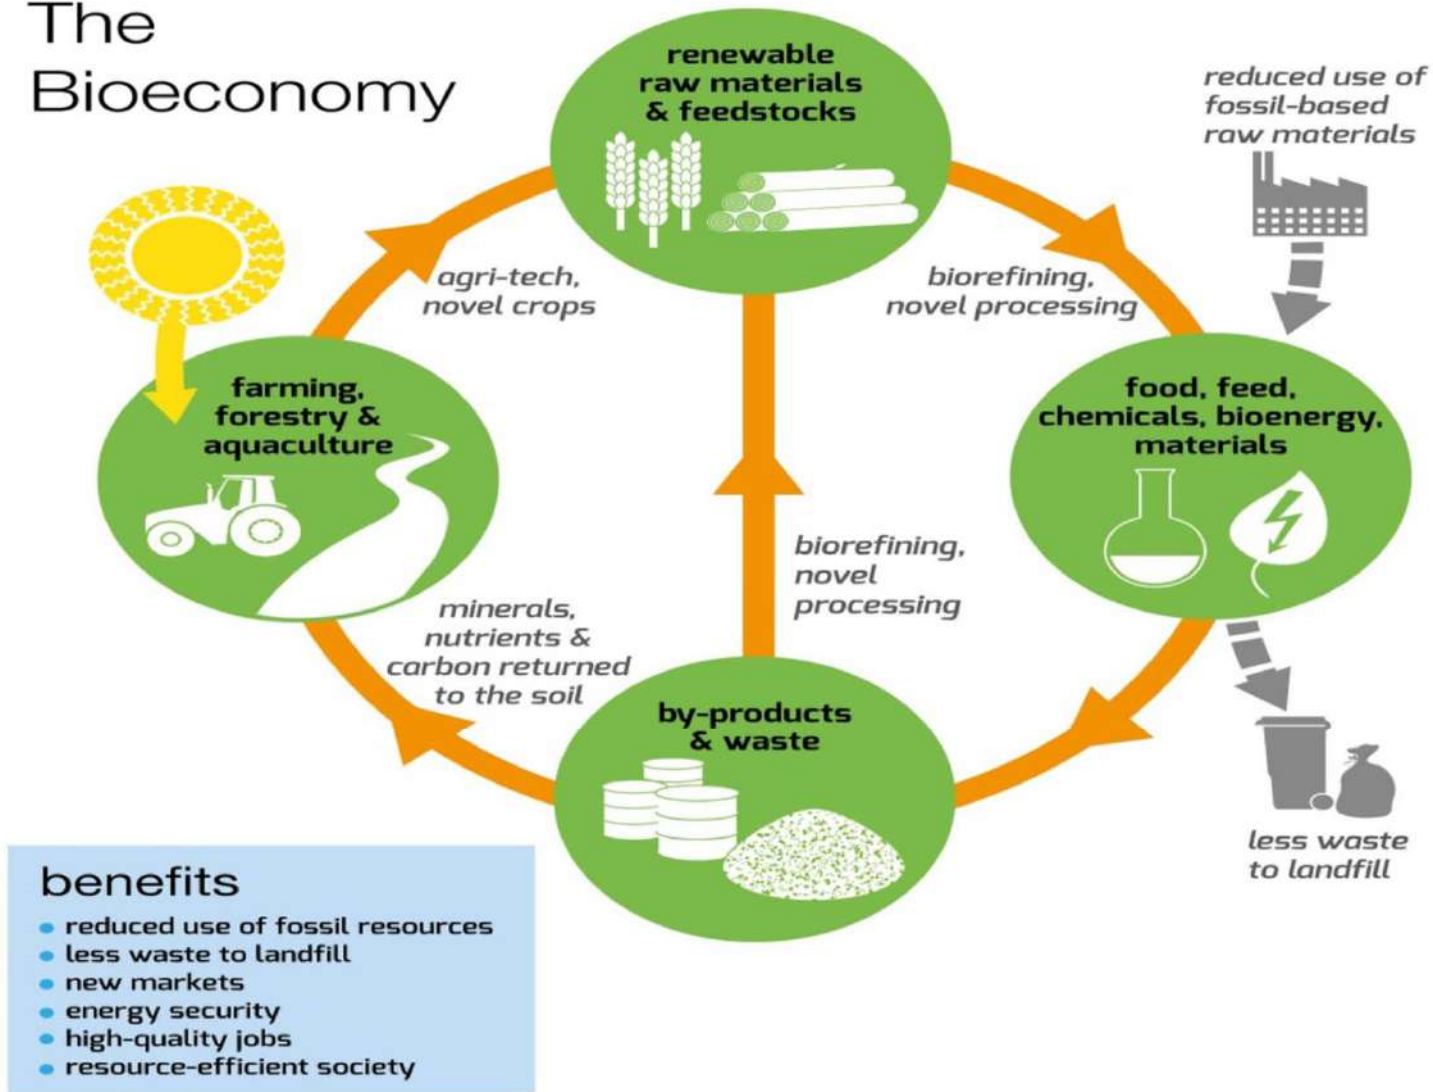 The
Bioeconomy
renewable
raw materials
& feedstocks
reduced use of
fossil-based
raw materials
agri-tech,
novel crops
biorefining,
novel processing
farming,
forestry &
aquaculture
food, feed,
chemicals, bioenergy,
materials
biorefining,
novel
processing
minerals,
nutrients &
carbon returned
to the soil
by-products
& waste
less waste
to landfill
benefits
reduced use of fossil resources
less waste to landfill
new markets
energy security
high-quality jobs
resource-efficient society